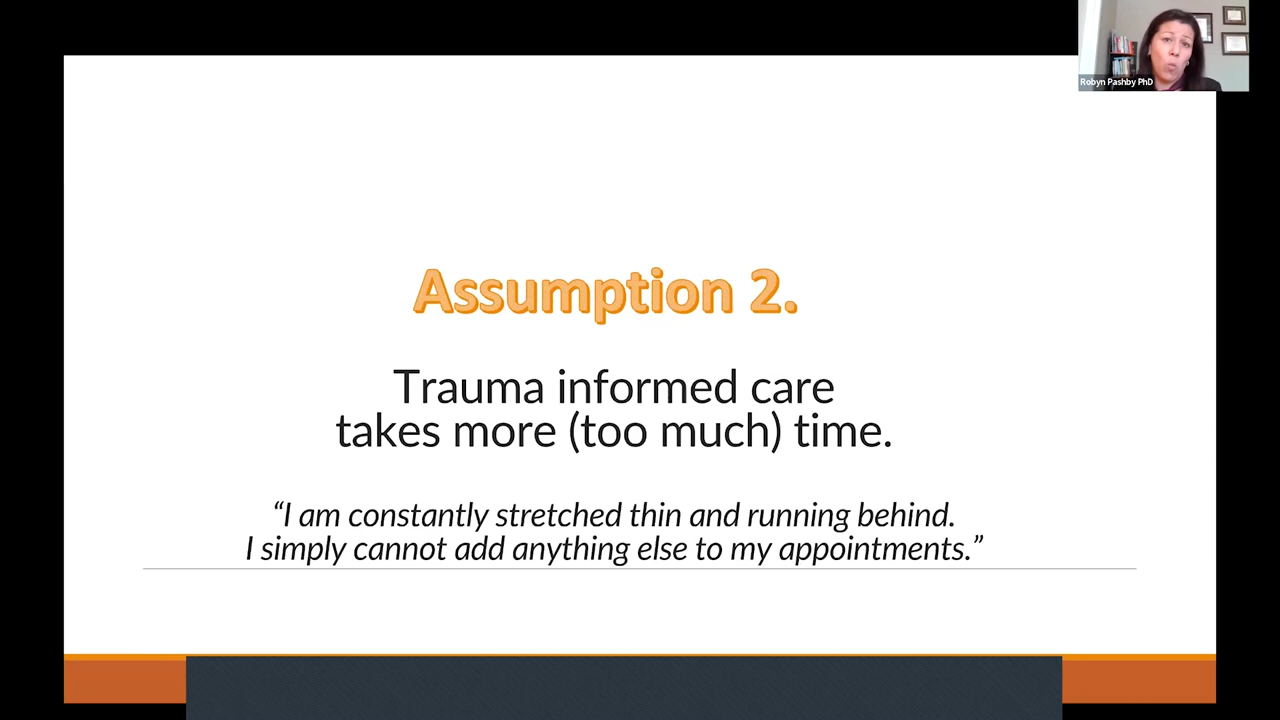 Robyn Pashby PhD
Assumption 2.
Trauma informed care
takes more (too much) time.
“I am constantly stretched thin and running behind.
I simply cannot add anything else to my appointments.”